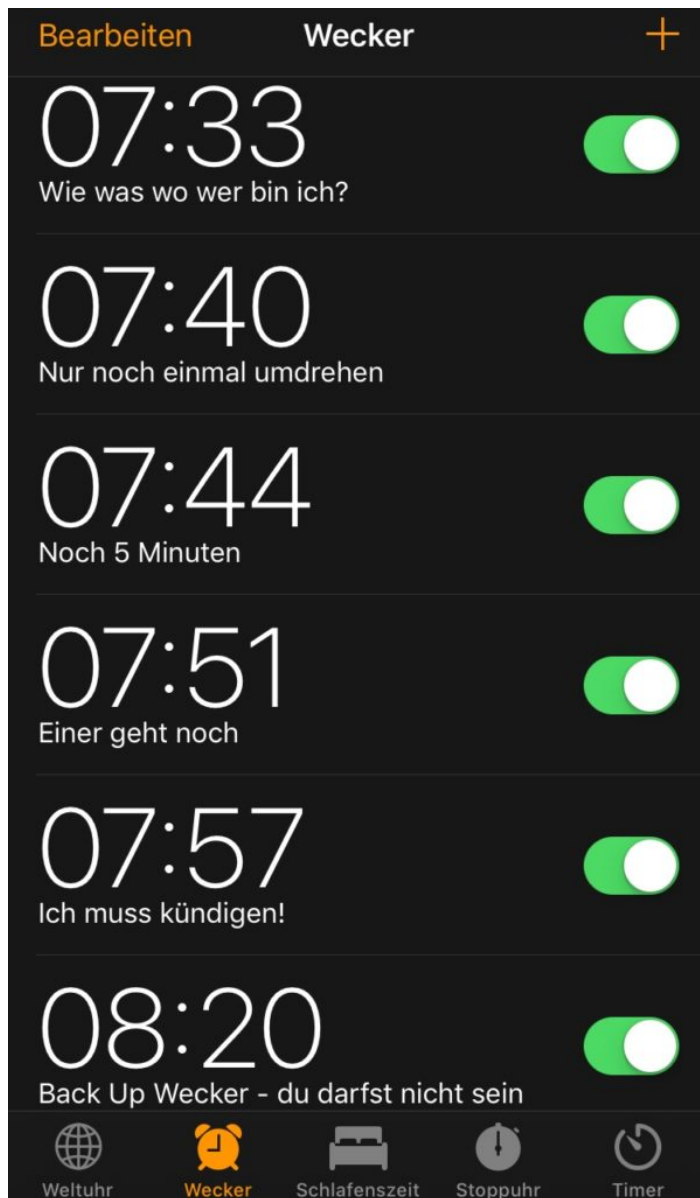 Bearbeiten Wecker +
07:33
Wie was wo wer bin ich?
07:40
Nur noch einmal umdrehen
07:44
Noch 5 Minuten
07:51
Einer geht noch
07:57
Ich muss kündigen!
08:20
Back Up Wecker - du darfst nicht sein
Weltuhr Wecker Schlafenszeit Stoppuhr Timer